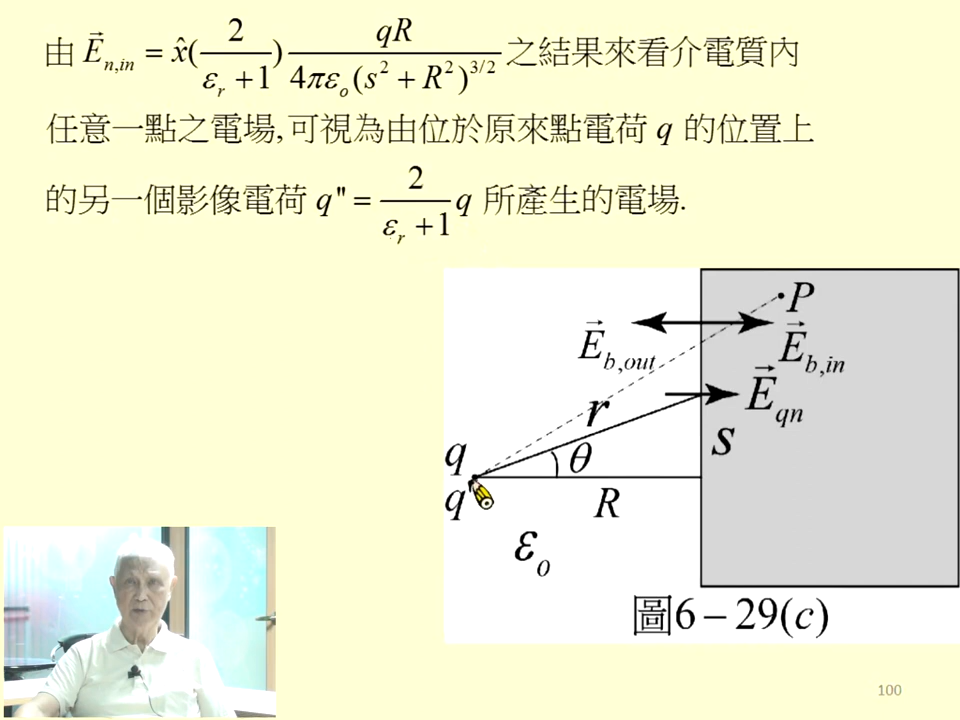 由 $\vec{E}_{n,in} = \hat{x}(\frac{2}{\varepsilon_r+1})\frac{qR}{4\pi\varepsilon_o(s^2+R^2)^{3/2}}$ 之結果來看介電質內
任意一點之電場,可視為由位於原來點電荷 q 的位置上
的另一個影像電荷 $q'' = \frac{2}{\varepsilon_r+1}q$ 所產生的電場.
P
$\vec{E}_{b,out}$
$\vec{E}_{b,in}$
$\vec{E}_{qn}$
r
s
q
θ
q
R
$\varepsilon_o$
圖6－29(c)
100